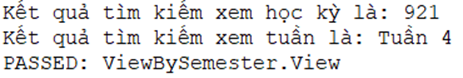 Kết quả tìm kiếm xem học kỳ là: 921
Kết quả tìm kiếm xem tuần là: Tuần 4
PASSED: ViewBySemester.View